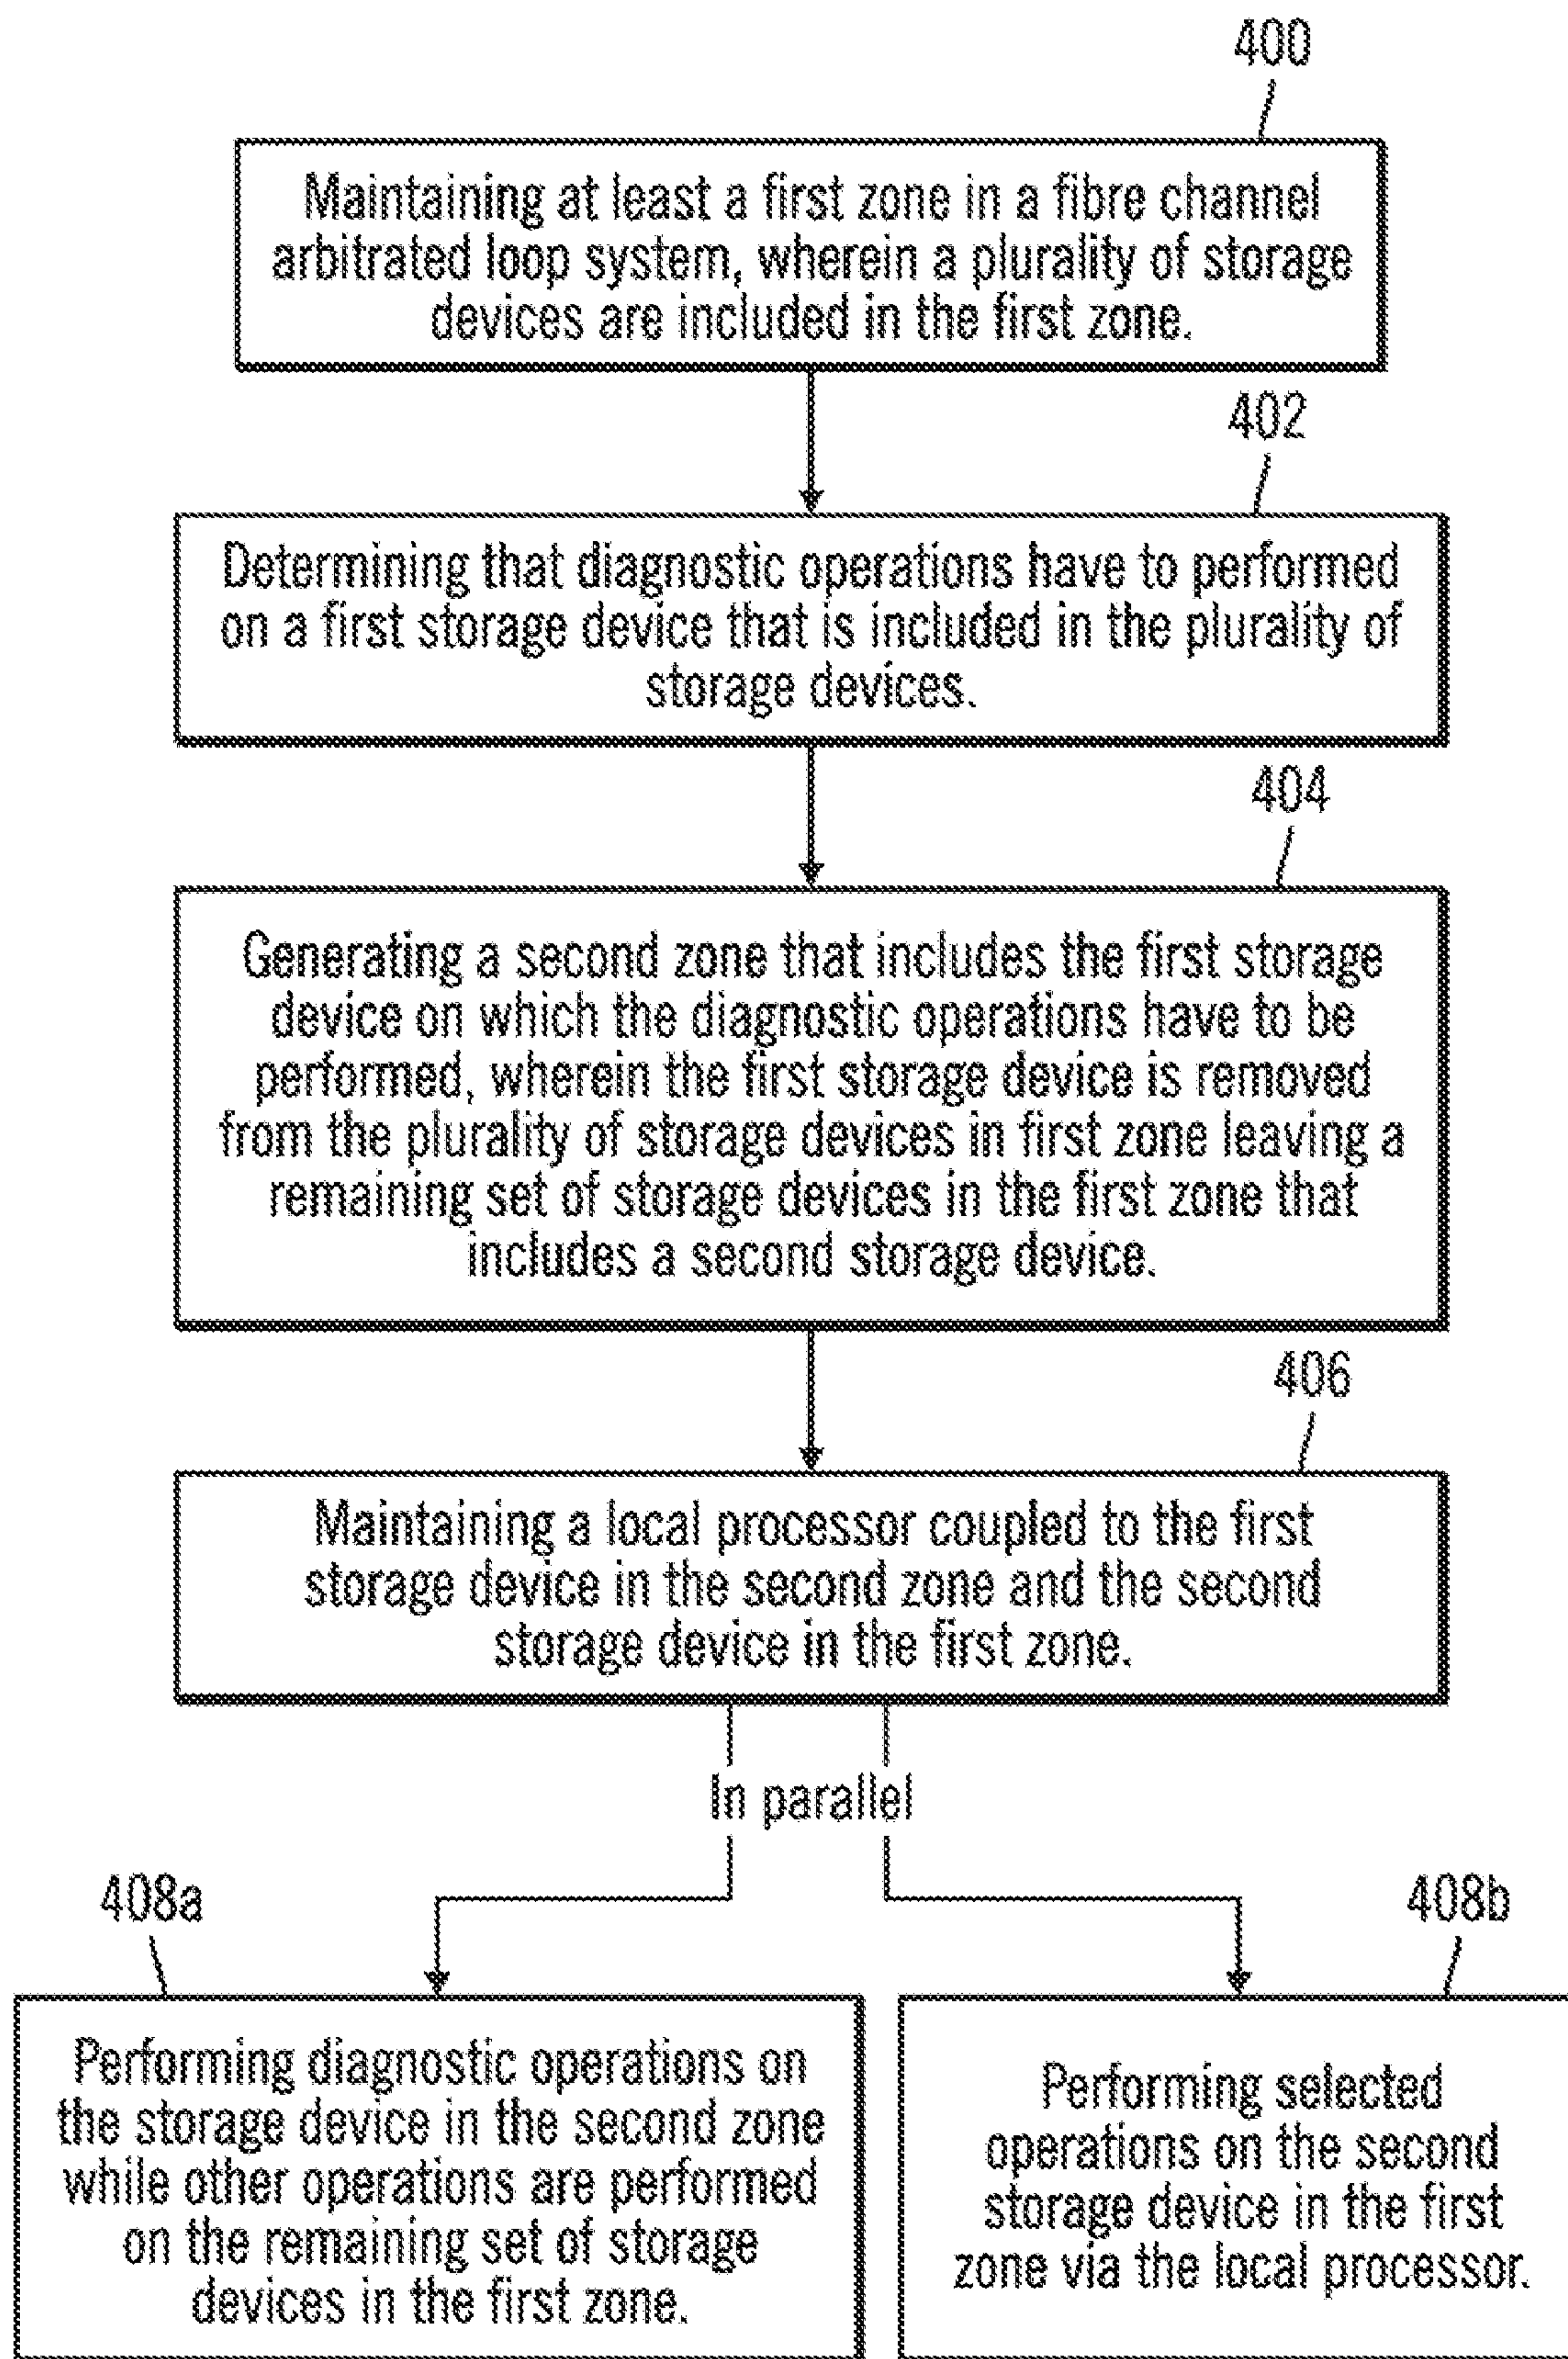 400
Maintaining at least a first zone in a fibre channel
arbitrated loop system, wherein a plurality of storage
devices are included in the first zone.
402
Determining that diagnostic operations have to performed
on a first storage device that is included in the plurality of
storage devices.
404
Generating a second zone that includes the first storage
device on which the diagnostic operations have to be
performed, wherein the first storage device is removed
from the plurality of storage devices in first zone leaving a
remaining set of storage devices in the first zone that
includes a second storage device.
406
Maintaining a local processor coupled to the first
storage device in the second zone and the second
storage device in the first zone.
In parallel
408a
Performing diagnostic operations on
the storage device in the second zone
while other operations are performed
on the remaining set of storage
devices in the first zone.
408b
Performing selected
operations on the second
storage device in the first
zone via the local processor.